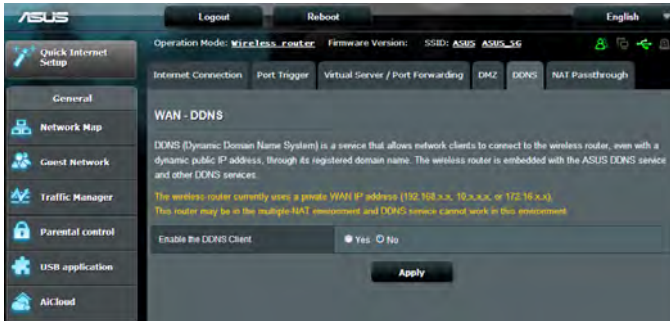 ASUS
Logout Reboot English
Quick Internet Setup
Operation Mode: Wireless router Firmware Version: SSID: ASUS ASUS_5G
Internet Connection Port Trigger Virtual Server / Port Forwarding DMZ DDNS NAT Passthrough
General
Network Map
Guest Network
Traffic Manager
Parental control
USB application
AiCloud
WAN - DDNS
DDNS (Dynamic Domain Name System) is a service that allows network clients to connect to the wireless router, even with a
dynamic public IP address, through its registered domain name. The wireless router is embedded with the ASUS DDNS service
and other DDNS services.
The wireless router currently uses a private WAN IP address (192.168.x.x, 10.x.x.x, or 172.16.x.x).
This router may be in the multiple-NAT environment and DDNS service cannot work in this environment.
Enable the DDNS Client Yes No
Apply